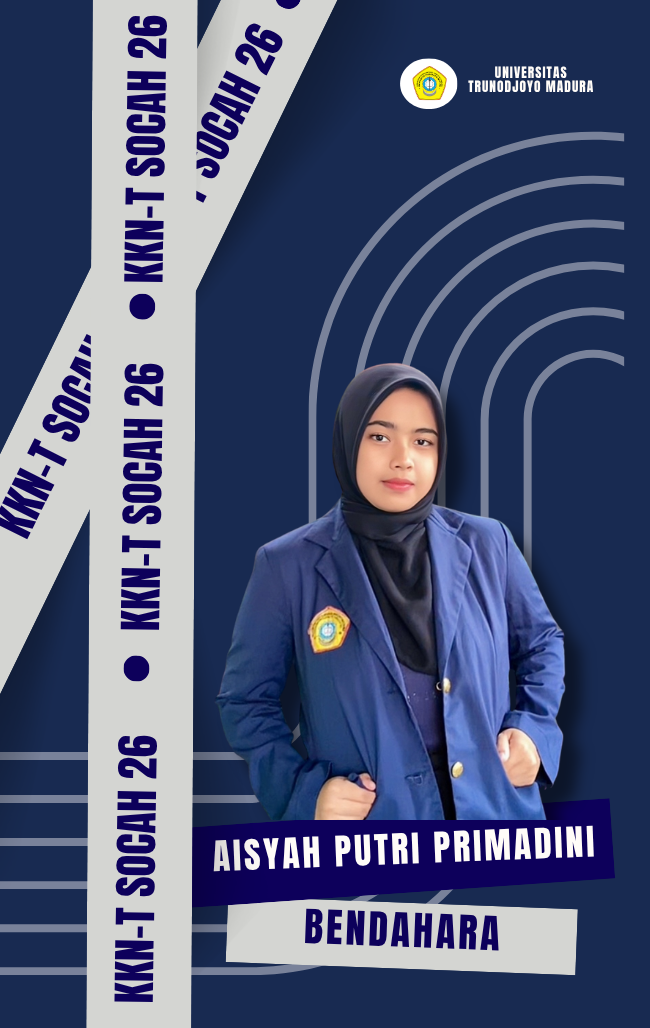 KKN-T SOCAH 26
KKN-T SOCAH 26
KKN-T SOCAH 26
T SOCAH 26
KKN-T SOCAH
UNIVERSITAS
TRUNODJOYO MADURA
AISYAH PUTRI PRIMADINI
BENDAHARA